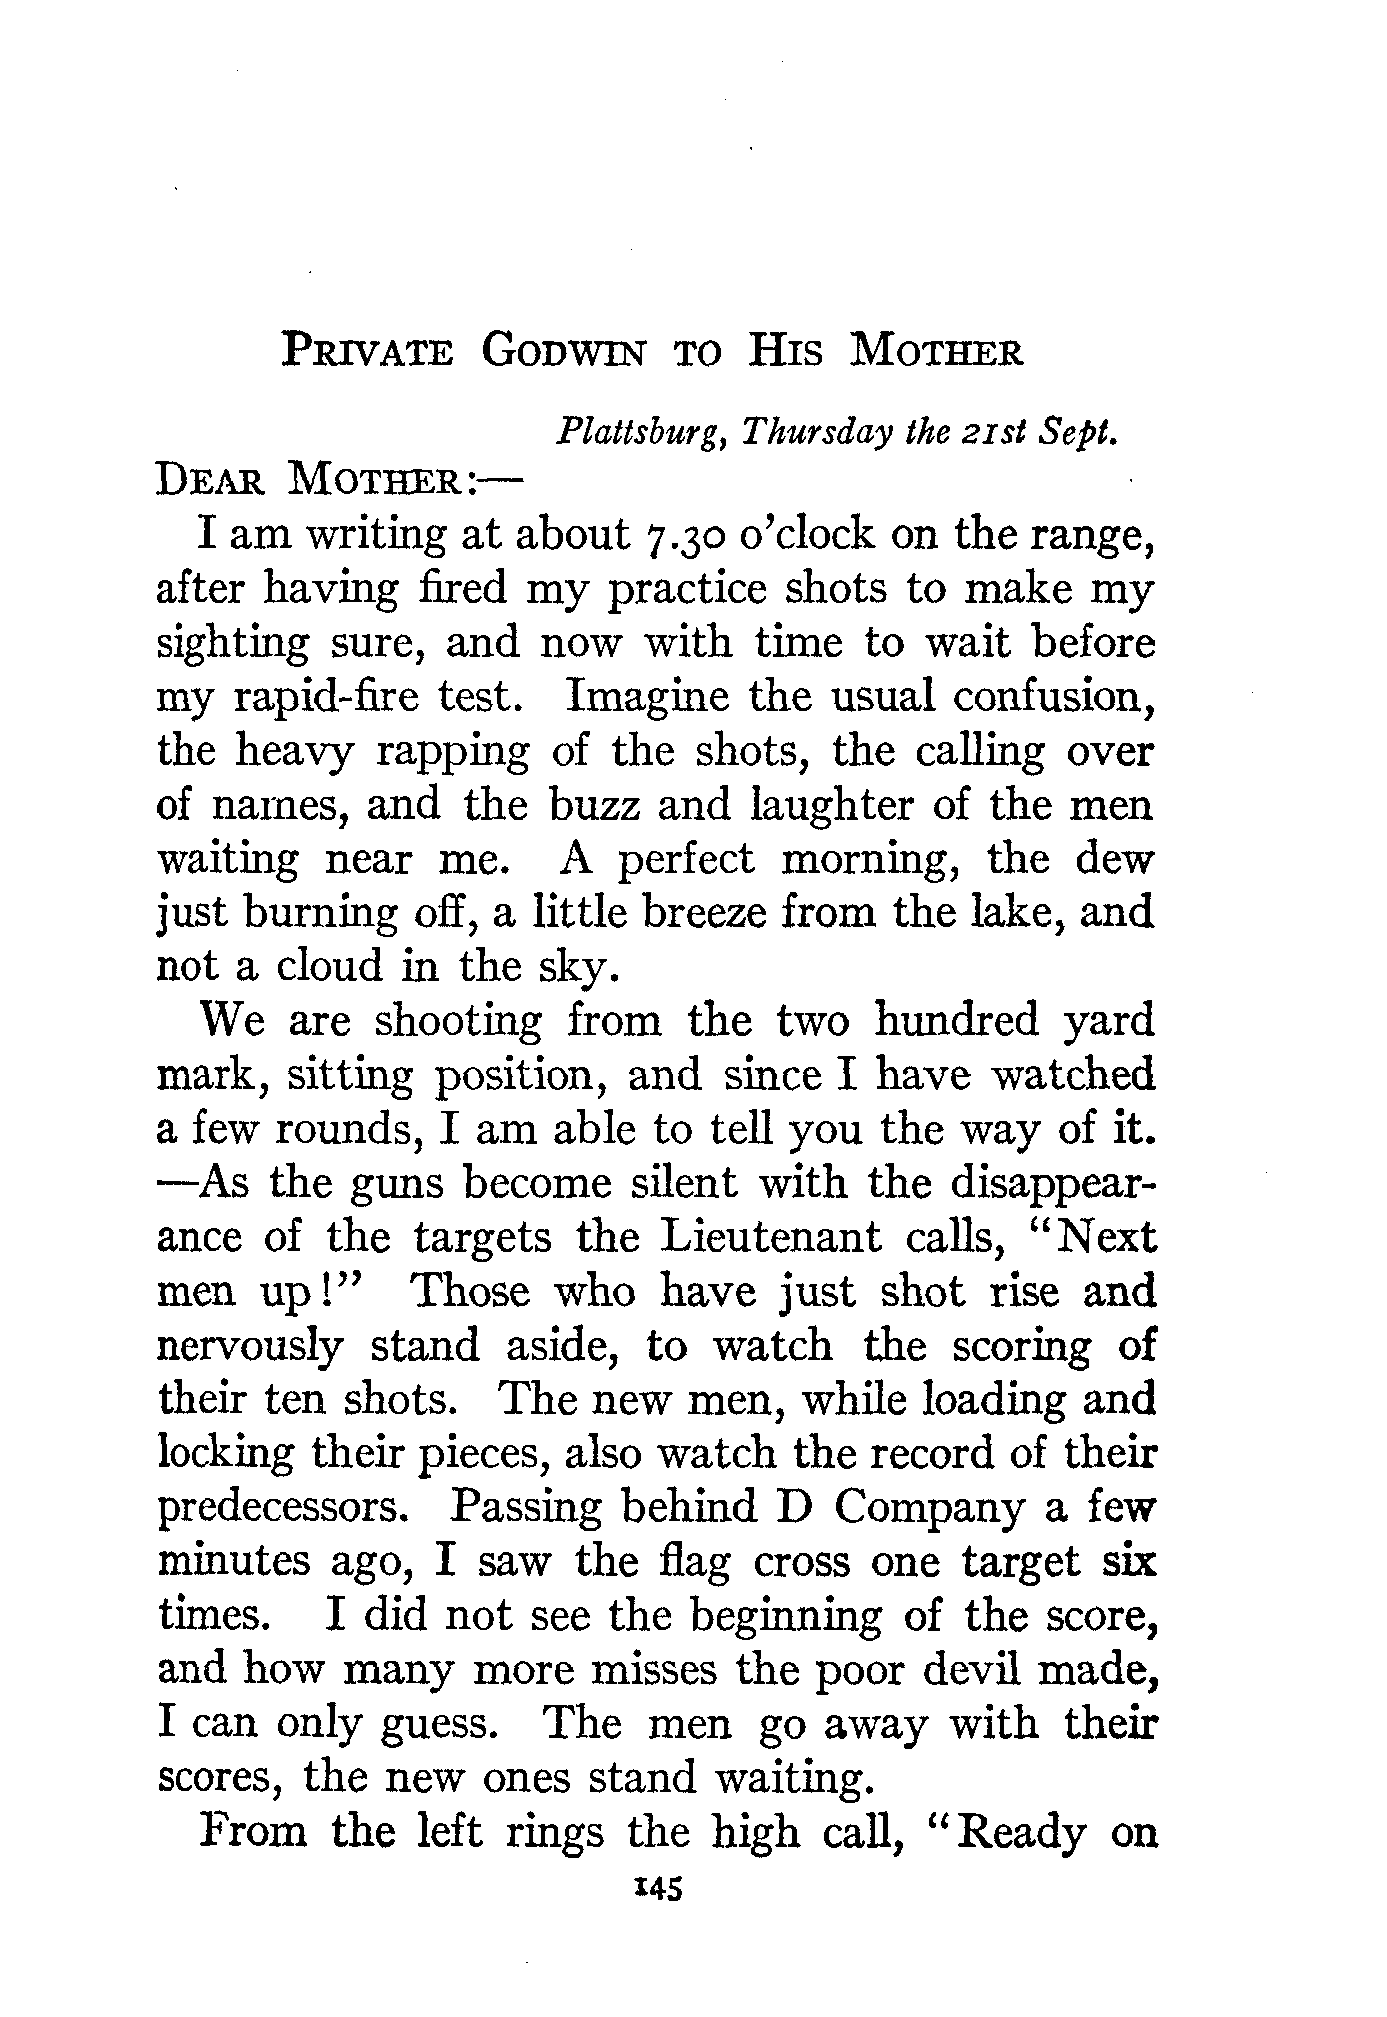 PRIVATE GODWIN TO HIS MOTHER
Plattsburg, Thursday the 21st Sept.
DEAR MOTHER:—
I am writing at about 7.30 o'clock on the range,
after having fired my practice shots to make my
sighting sure, and now with time to wait before
my rapid-fire test. Imagine the usual confusion,
the heavy rapping of the shots, the calling over
of names, and the buzz and laughter of the men
waiting near me. A perfect morning, the dew
just burning off, a little breeze from the lake, and
not a cloud in the sky.
We are shooting from the two hundred yard
mark, sitting position, and since I have watched
a few rounds, I am able to tell you the way of it.
—As the guns become silent with the disappear-
ance of the targets the Lieutenant calls, "Next
men up!" Those who have just shot rise and
nervously stand aside, to watch the scoring of
their ten shots. The new men, while loading and
locking their pieces, also watch the record of their
predecessors. Passing behind D Company a few
minutes ago, I saw the flag cross one target six
times. I did not see the beginning of the score,
and how many more misses the poor devil made,
I can only guess. The men go away with their
scores, the new ones stand waiting.
From the left rings the high call, "Ready on
145